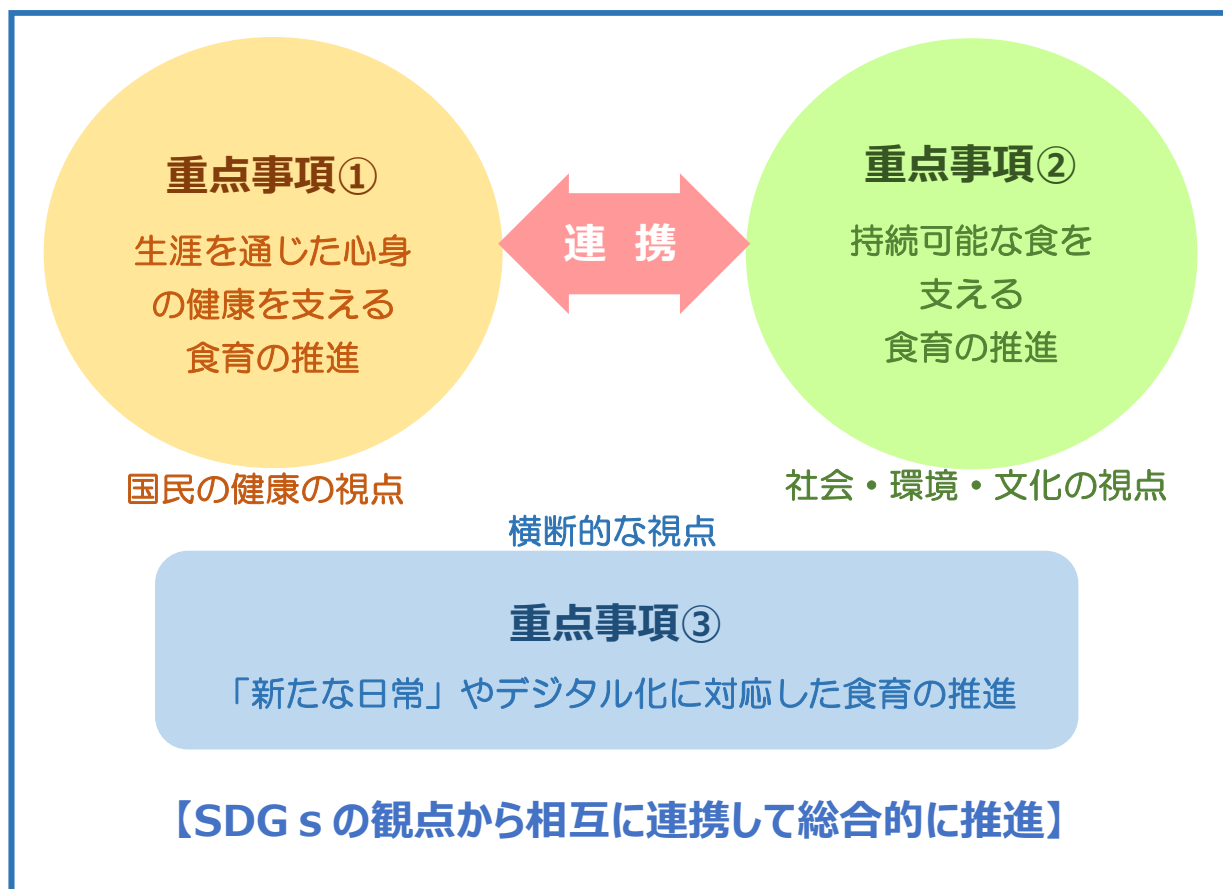 重点事項①
生涯を通じた心身
の健康を支える
食育の推進
国民の健康の視点
連携
重点事項②
持続可能な食を
支える
食育の推進
社会・環境・文化の視点
横断的な視点
重点事項③
「新たな日常」やデジタル化に対応した食育の推進
【SDGｓの観点から相互に連携して総合的に推進】